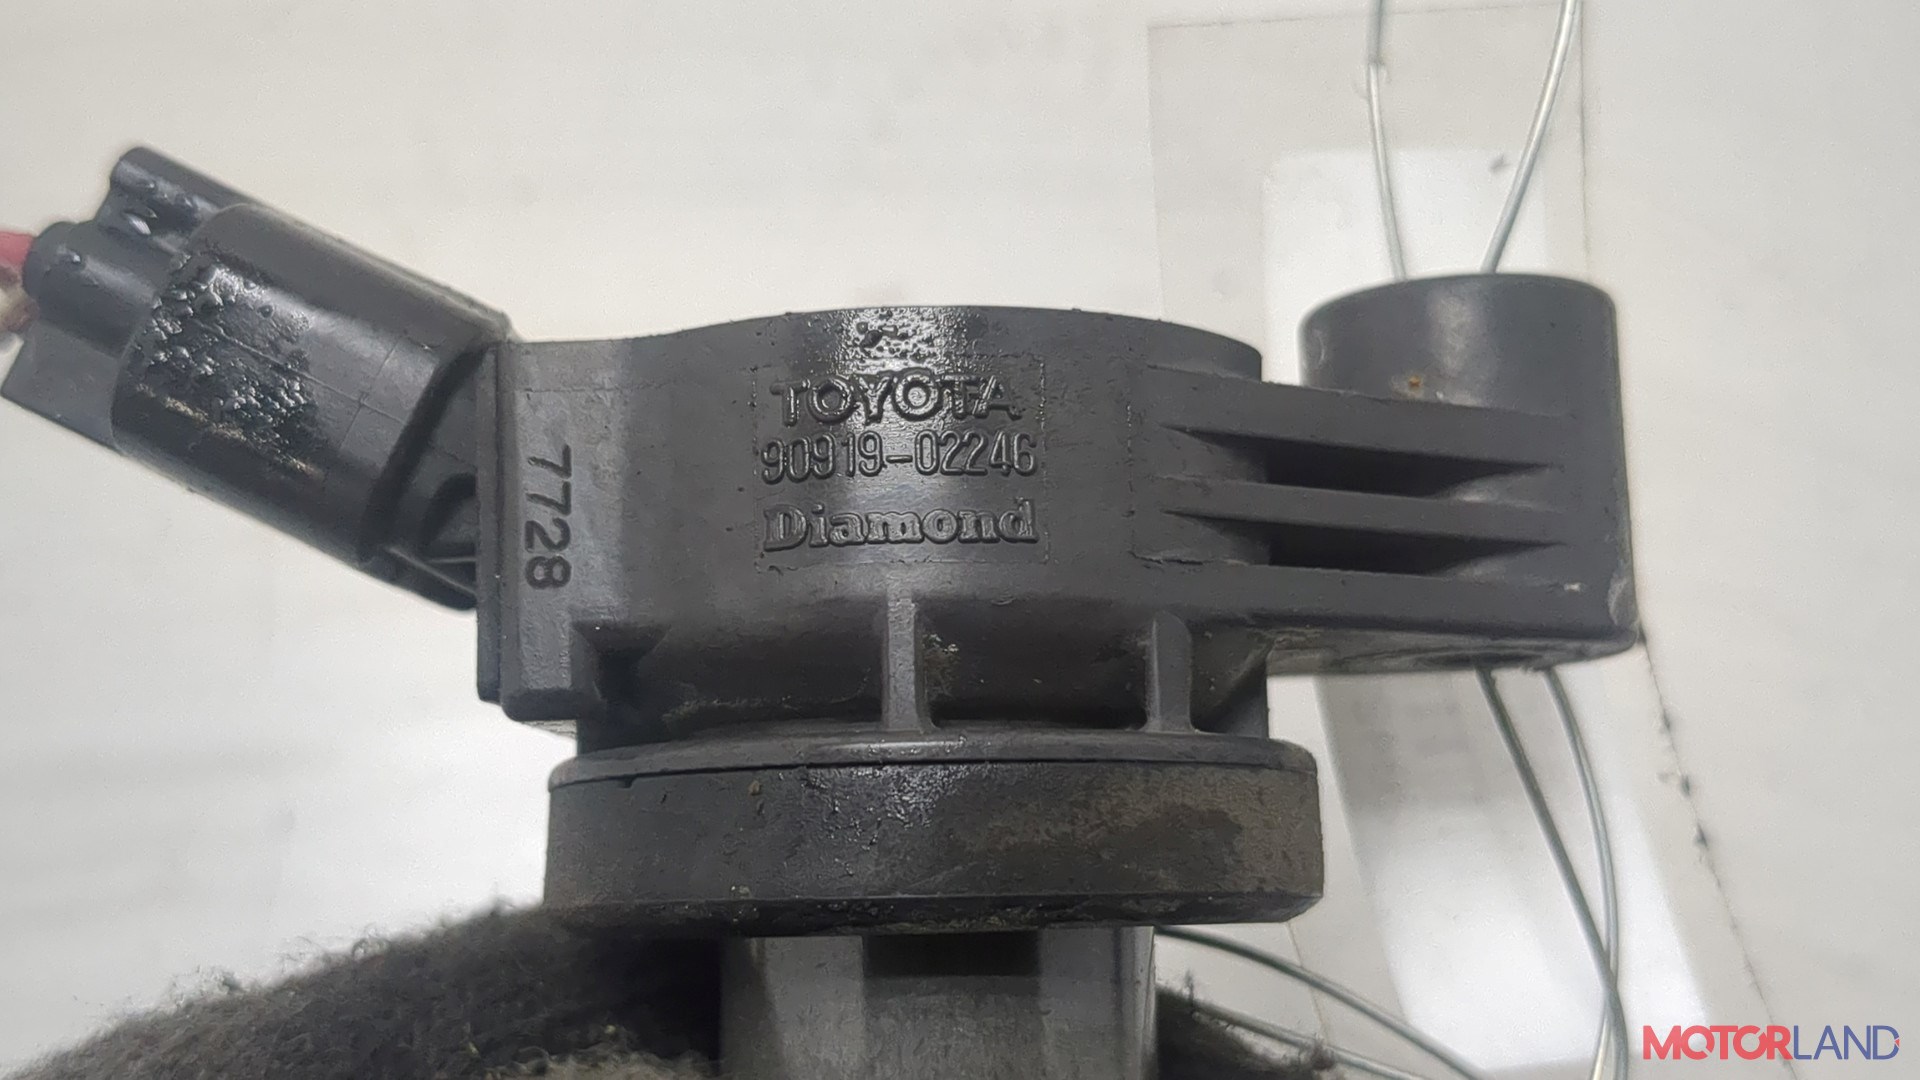 TOYOTA
90919-02246
Diamond
7728
MOTORLAND